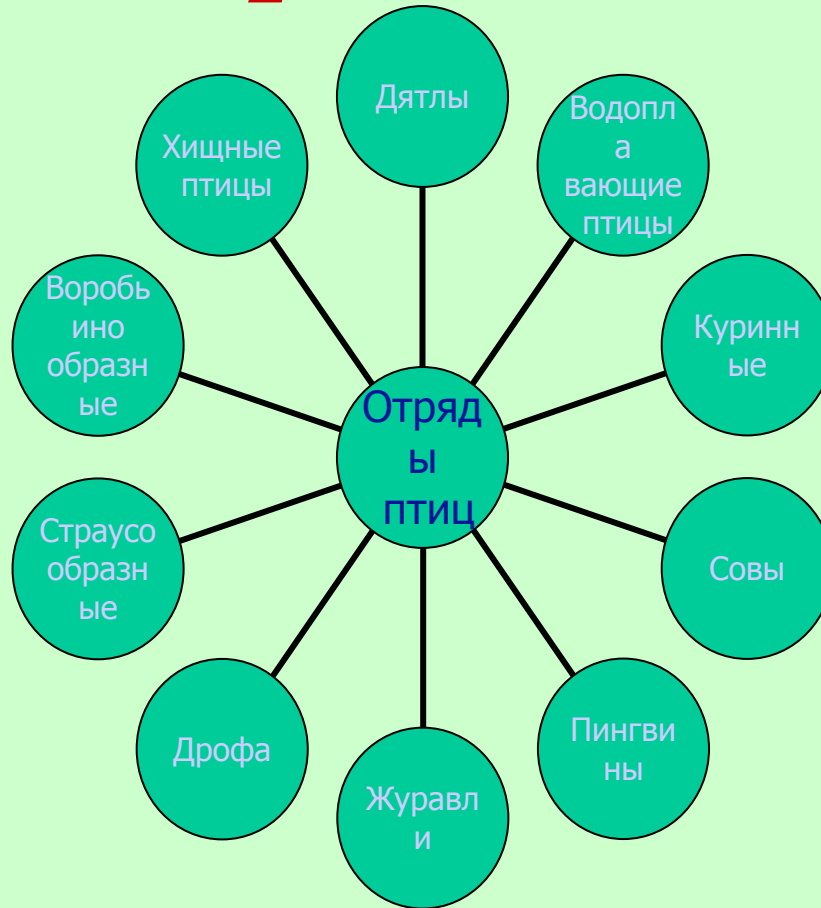 Дятлы
Водопл
а
вающие
птицы
Куринн
ые
Совы
Пингви
ны
Журавл
и
Дрофа
Страусо
образн
ые
Воробь
ино
образн
ые
Хищные
птицы
Отряд
ы
птиц